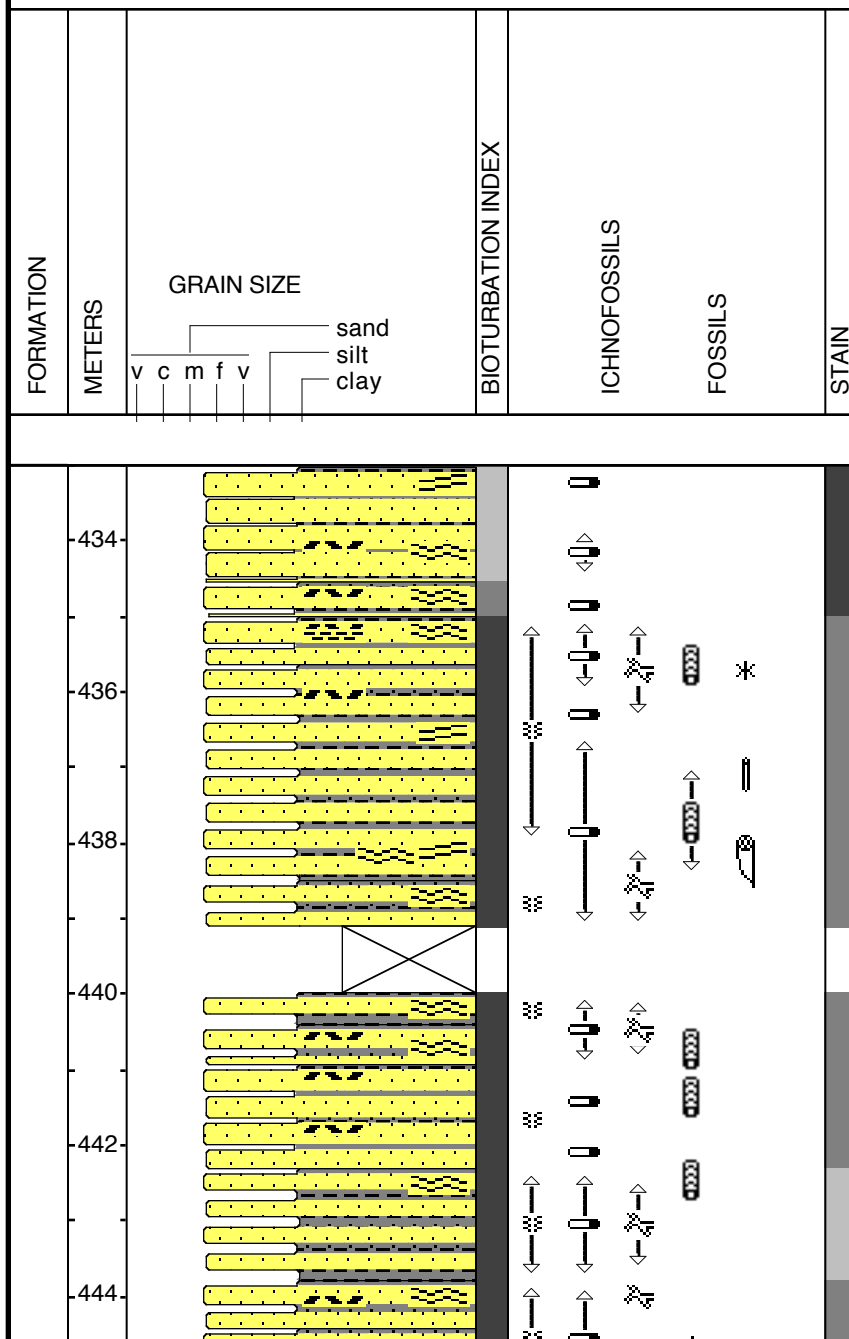 FORMATION
METERS
GRAIN SIZE
sand
silt
clay
v c m f v
BIOTURBATION INDEX
ICHNOFOSSILS
FOSSILS
STAIN
434
436
438
440
442
444